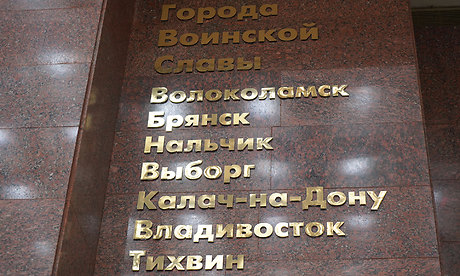 Города
Воинской
Славы
Волоколамск
Брянск
Нальчик
Выборг
Калач-на-Дону
Владивосток
Тихвин